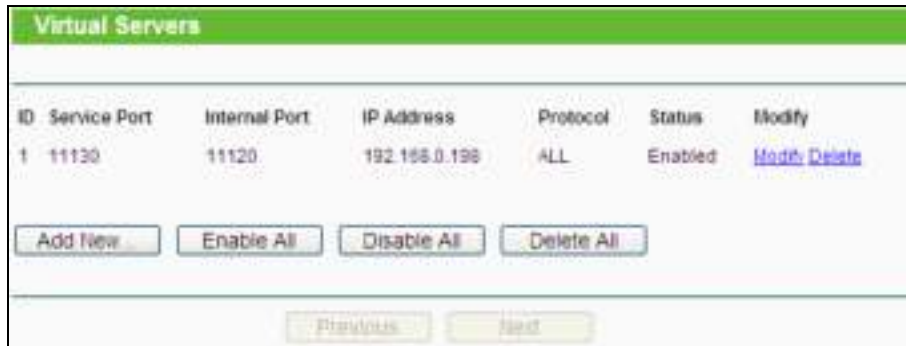 Virtual Servers
ID Service Port Internal Port IP Address Protocol Status Modify
1 11130 11120 192.168.0.198 ALL Enabled Modify Delete
Add New... Enable All Disable All Delete All
Previous Next